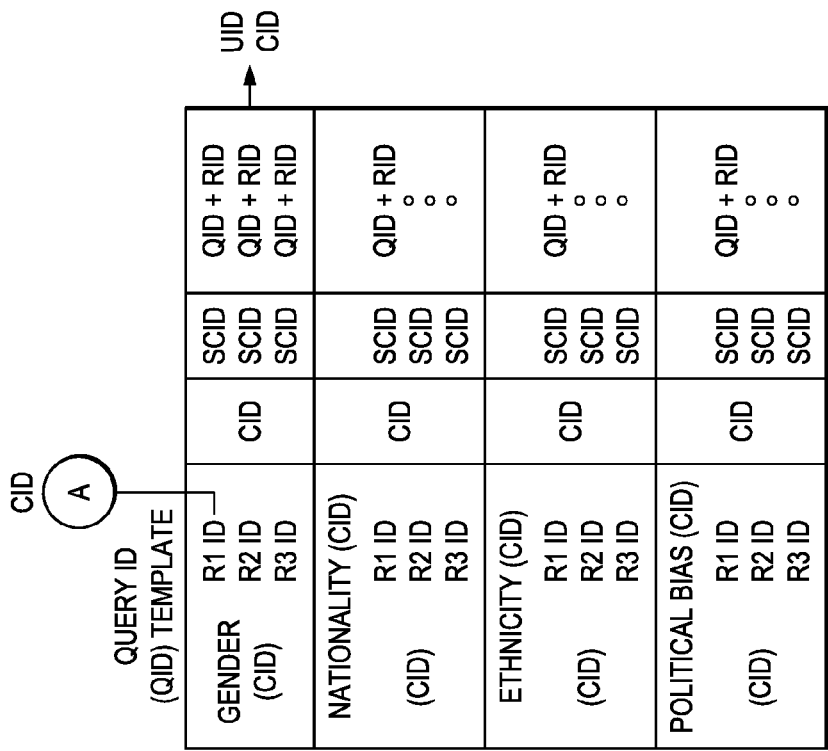 CID
A
QUERY ID
(QID) TEMPLATE
GENDER
(CID)
R1 ID
R2 ID
R3 ID
CID
SCID
SCID
SCID
QID + RID
QID + RID
QID + RID
UID
CID
NATIONALITY (CID)
(CID)
R1 ID
R2 ID
R3 ID
CID
SCID
SCID
SCID
QID + RID
ETHNICITY (CID)
(CID)
R1 ID
R2 ID
R3 ID
CID
SCID
SCID
SCID
QID + RID
POLITICAL BIAS (CID)
(CID)
R1 ID
R2 ID
R3 ID
CID
SCID
SCID
SCID
QID + RID